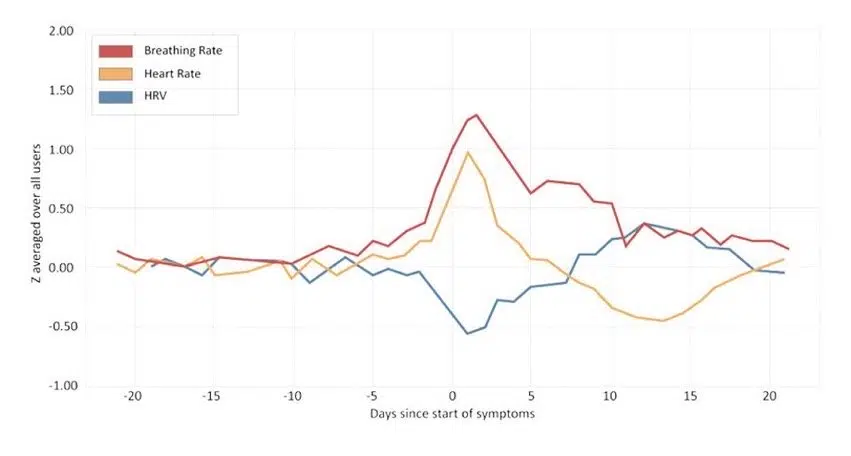 2.00
Breathing Rate
Heart Rate
HRV
1.50
1.00
0.50
0.00
-0.50
-1.00
Z averaged over all users
-20 -15 -10 -5 0 5 10 15 20
Days since start of symptoms